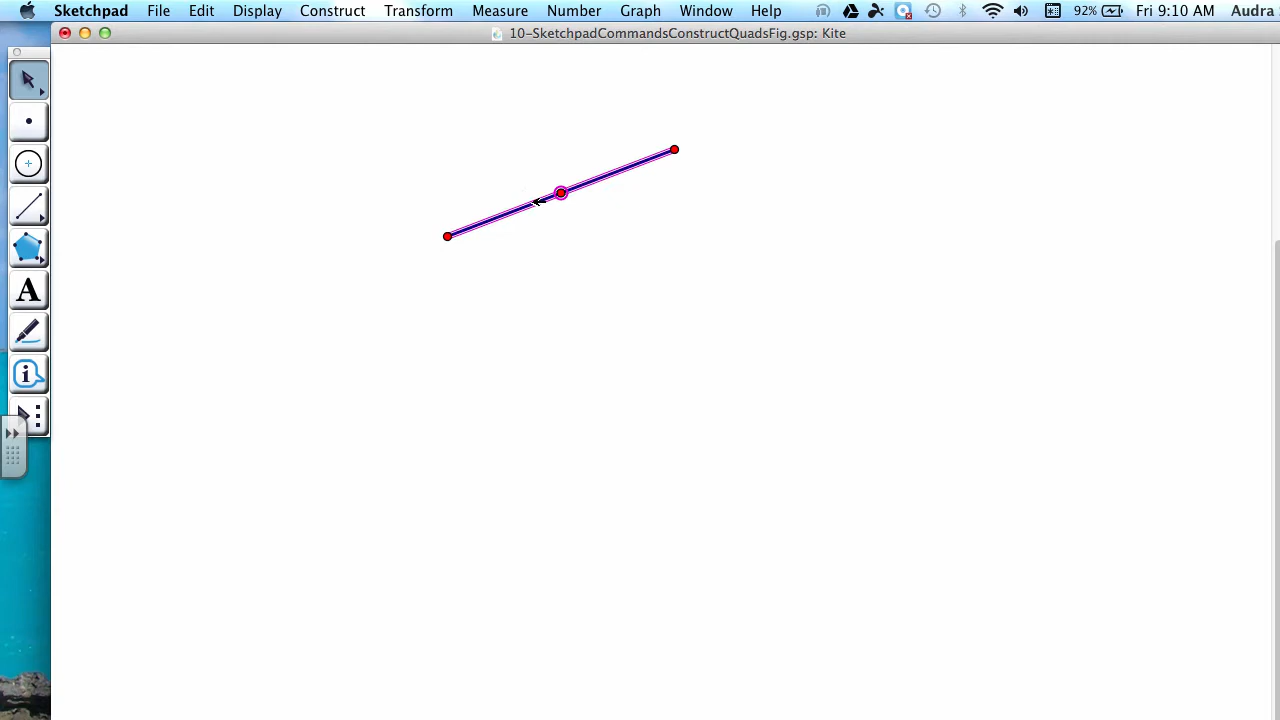 Sketchpad File Edit Display Construct Transform Measure Number Graph Window Help 92% Fri 9:10 AM Audra
10-SketchpadCommandsConstructQuadsFig.gsp: Kite
A
i